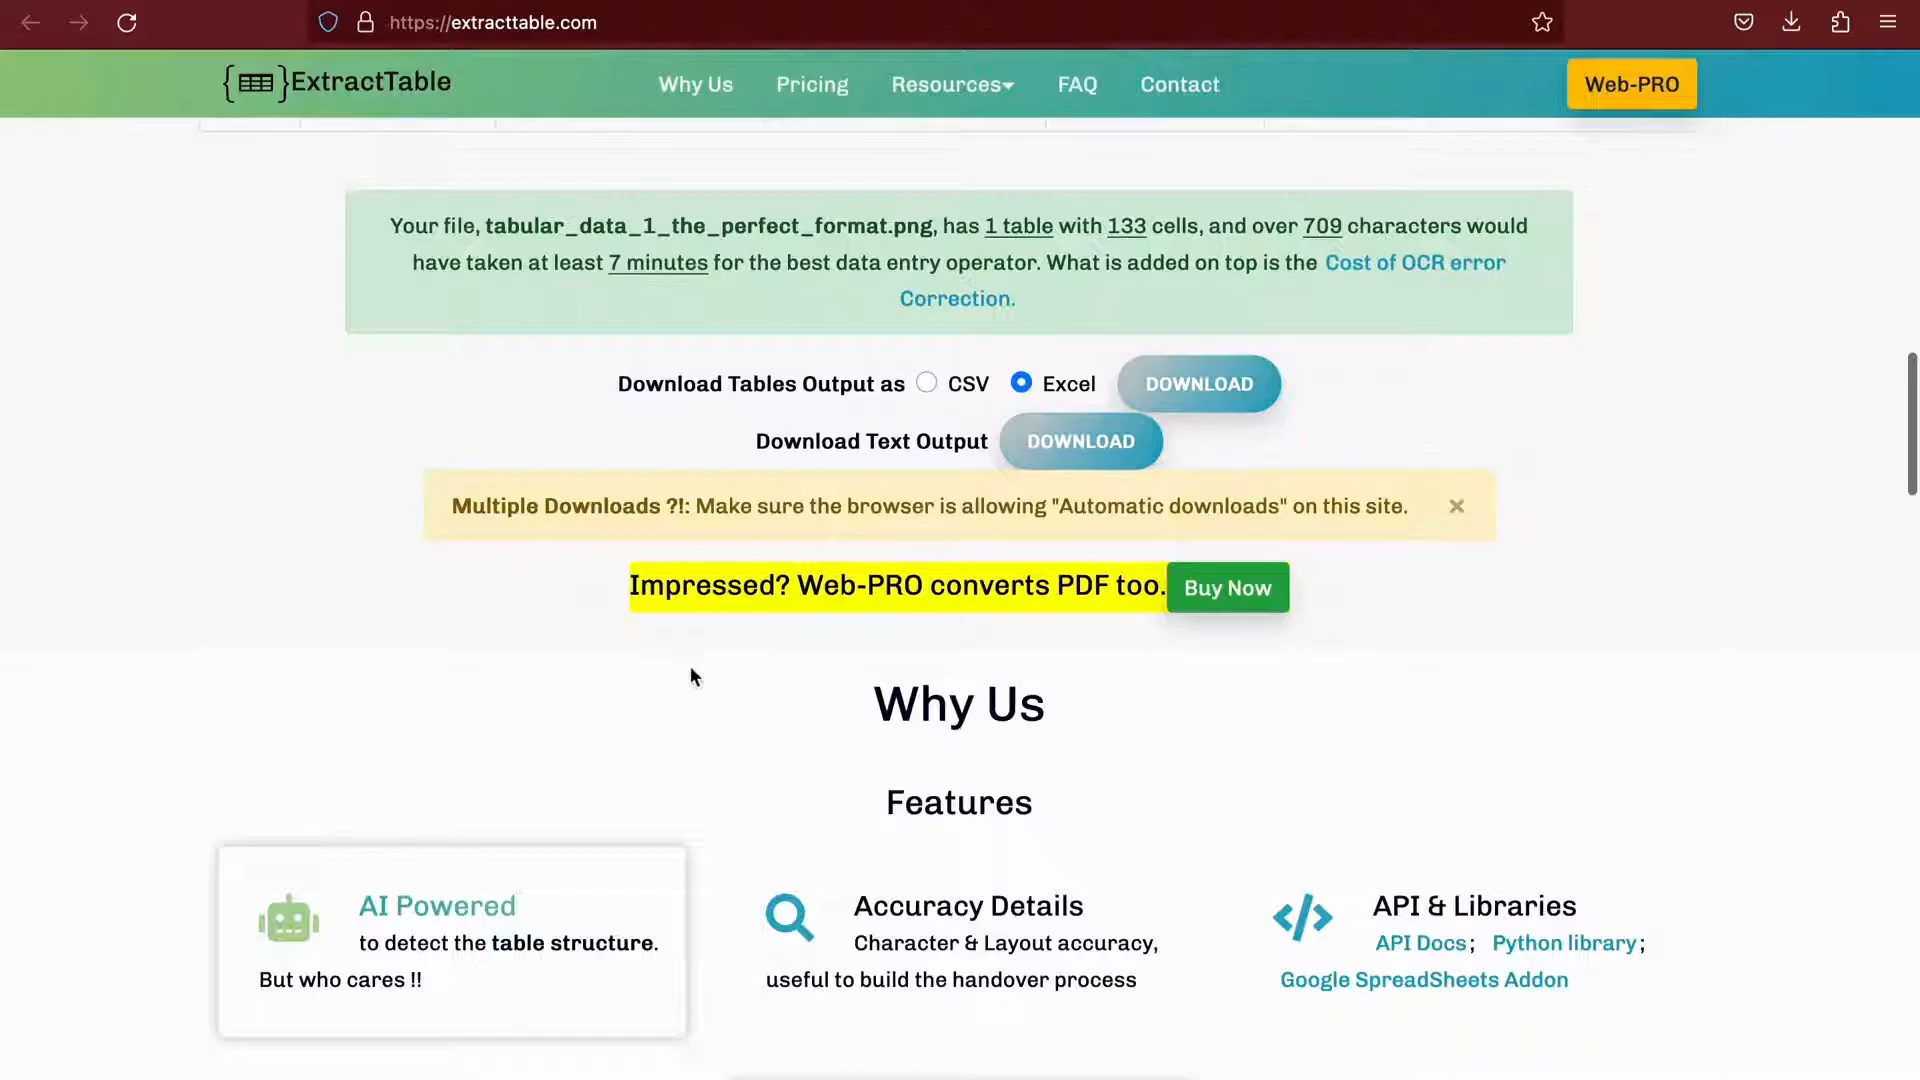 https://extracttable.com
ExtractTable
Why Us
Pricing
Resources
FAQ
Contact
Web-PRO
Your file, tabular_data_1_the_perfect_format.png, has 1 table with 133 cells, and over 709 characters would
have taken at least 7 minutes for the best data entry operator. What is added on top is the Cost of OCR error
Correction.
Download Tables Output as CSV Excel DOWNLOAD
Download Text Output DOWNLOAD
Multiple Downloads ?!: Make sure the browser is allowing "Automatic downloads" on this site. ×
Impressed? Web-PRO converts PDF too. Buy Now
Why Us
Features
AI Powered
to detect the table structure.
But who cares !!
Accuracy Details
Character & Layout accuracy,
useful to build the handover process
API & Libraries
API Docs; Python library;
Google SpreadSheets Addon